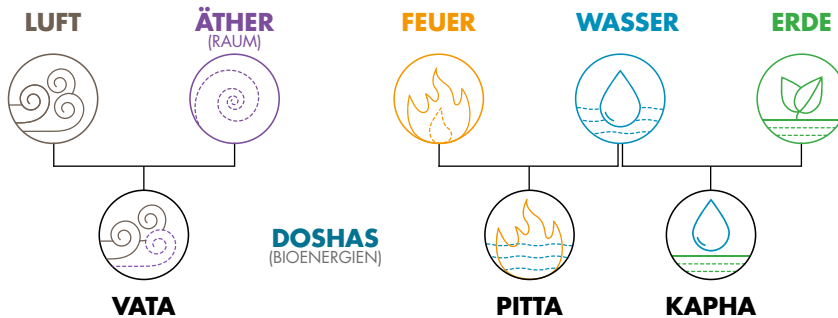 LUFT
ÄTHER
(RAUM)
FEUER
WASSER
ERDE
DOSHAS
(BIOENERGIEN)
VATA
PITTA
KAPHA